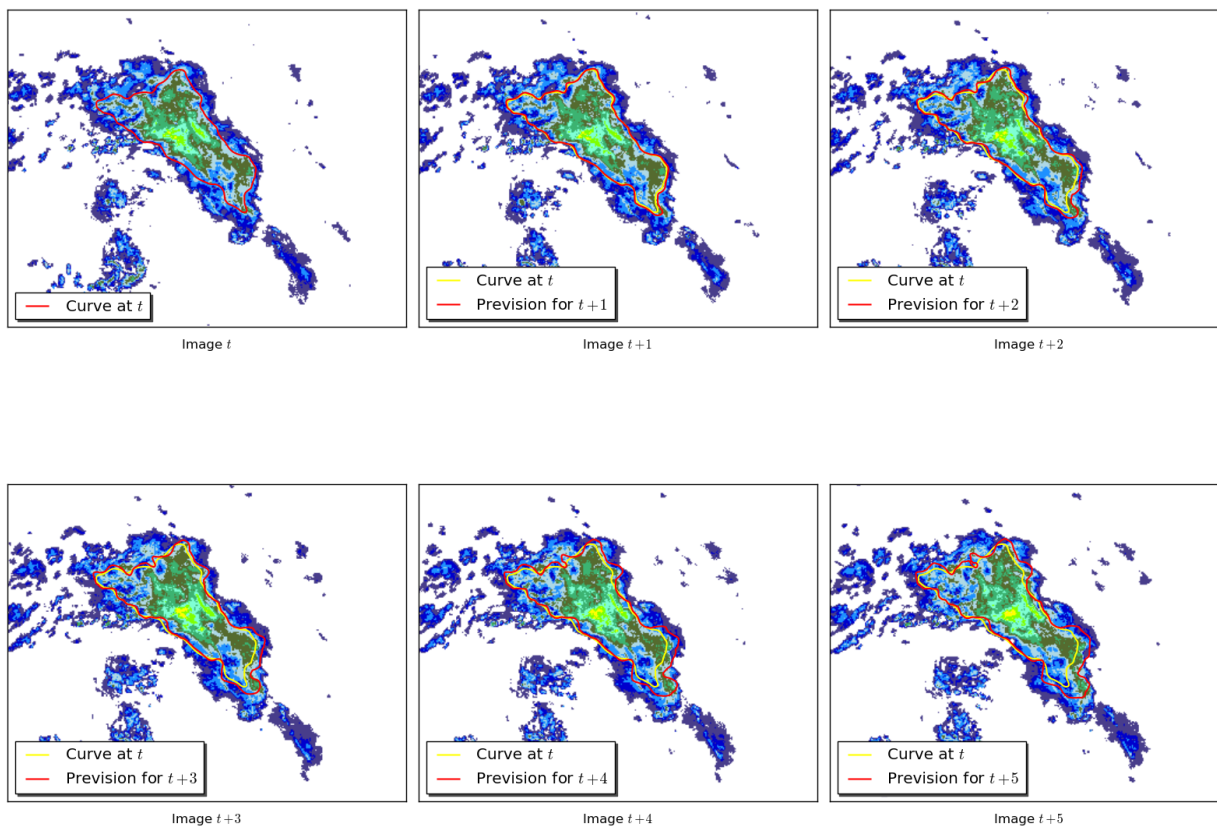 Curve at t
Image t
Curve at t
Prevision for t+1
Image t+1
Curve at t
Prevision for t+2
Image t+2
Curve at t
Prevision for t+3
Image t+3
Curve at t
Prevision for t+4
Image t+4
Curve at t
Prevision for t+5
Image t+5